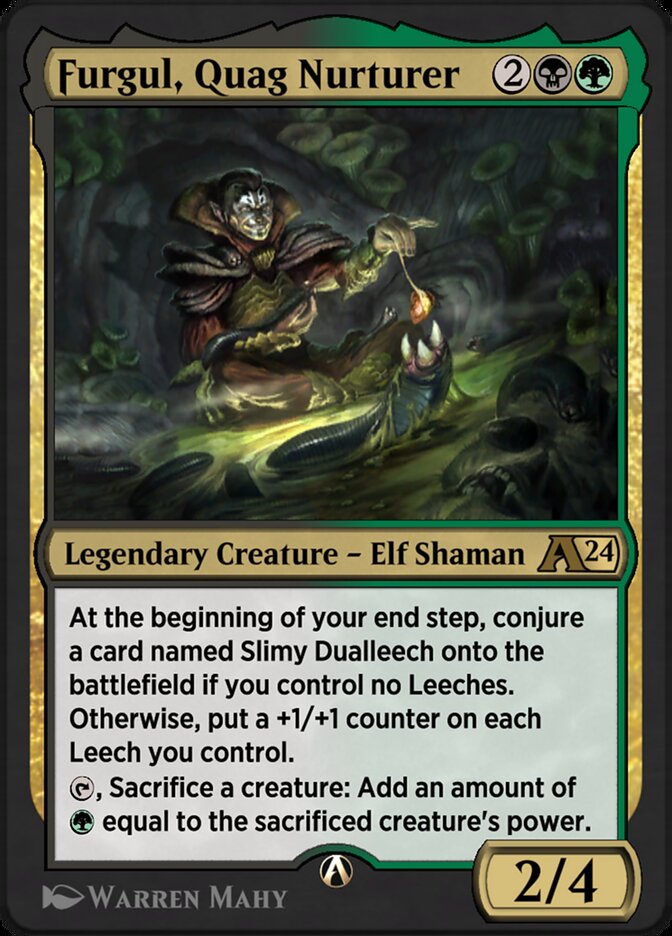 Furgul, Quag Nurturer 2
Legendary Creature – Elf Shaman A24
At the beginning of your end step, conjure
a card named Slimy Dualleech onto the
battlefield if you control no Leeches.
Otherwise, put a +1/+1 counter on each
Leech you control.
, Sacrifice a creature: Add an amount of
equal to the sacrificed creature's power.
Warren Mahy
2/4